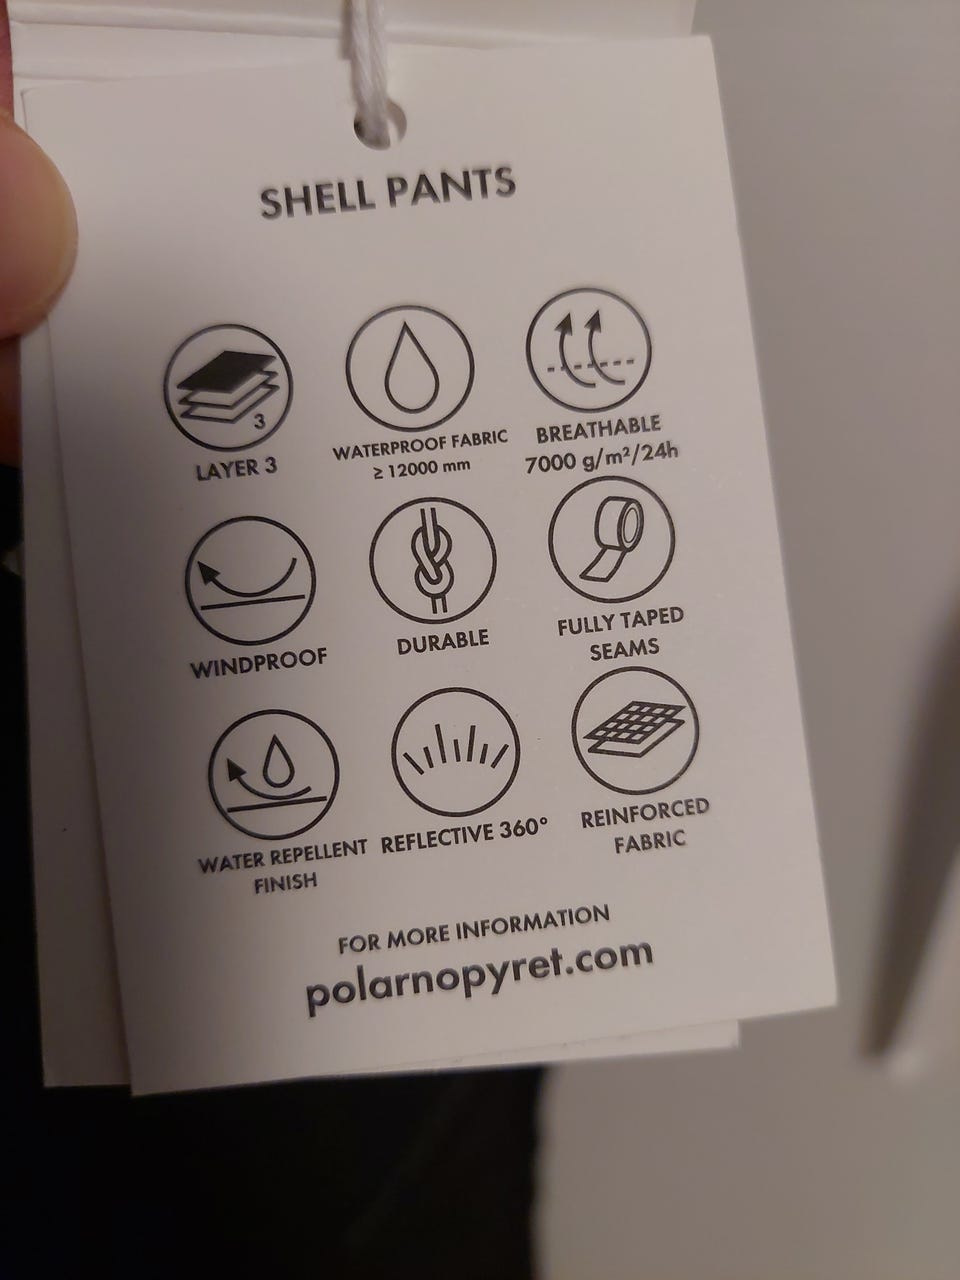 SHELL PANTS
3
LAYER 3
WATERPROOF FABRIC
≥ 12000 mm
BREATHABLE
7000 g/m²/24h
WINDPROOF
DURABLE
FULLY TAPED
SEAMS
WATER REPELLENT
FINISH
REFLECTIVE 360°
REINFORCED
FABRIC
FOR MORE INFORMATION
polarnopyret.com